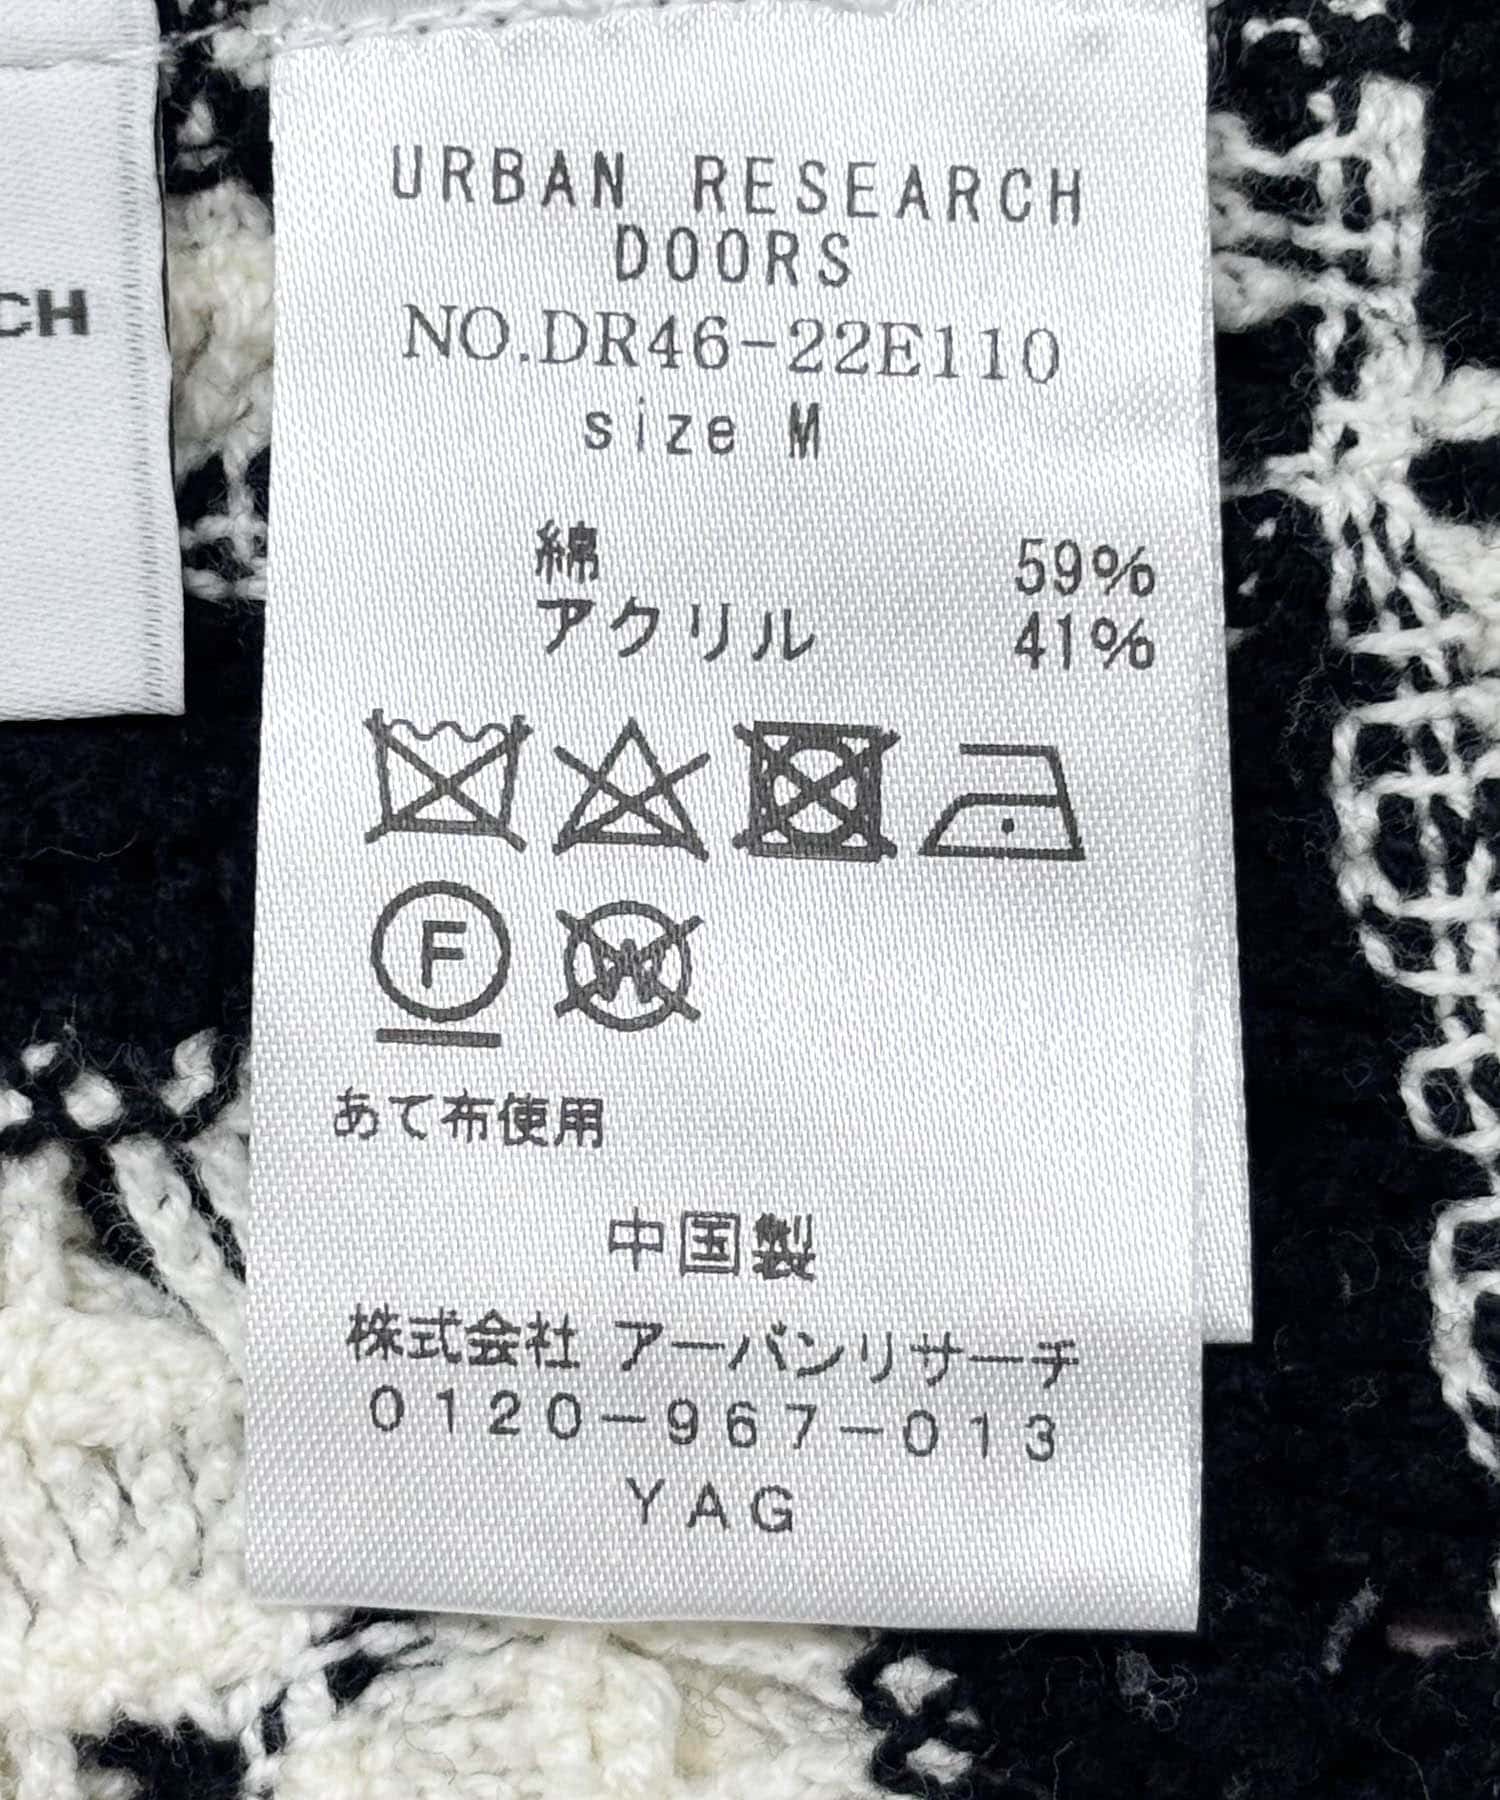 CH
URBAN RESEARCH
DOORS
NO.DR46-22E110
size M
綿 59%
アクリル 41%
F
W
あて布使用
中国製
株式会社 アーバンリサーチ
0120-967-013
YAG